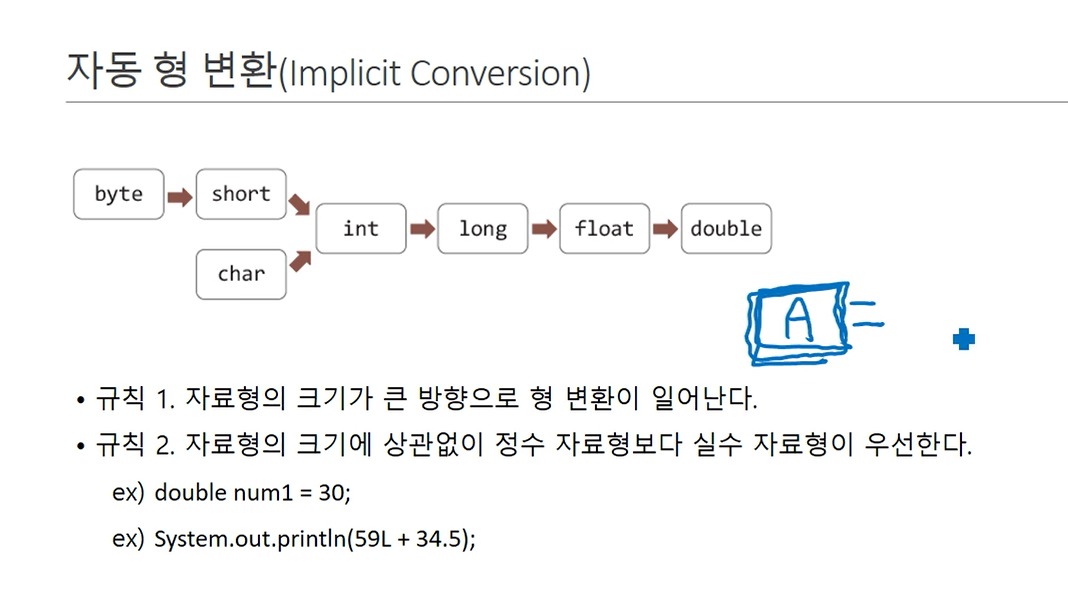 자동 형 변환(Implicit Conversion)
byte short
int long float double
char
A
• 규칙 1. 자료형의 크기가 큰 방향으로 형 변환이 일어난다.
• 규칙 2. 자료형의 크기에 상관없이 정수 자료형보다 실수 자료형이 우선한다.
ex) double num1 = 30;
ex) System.out.println(59L + 34.5);